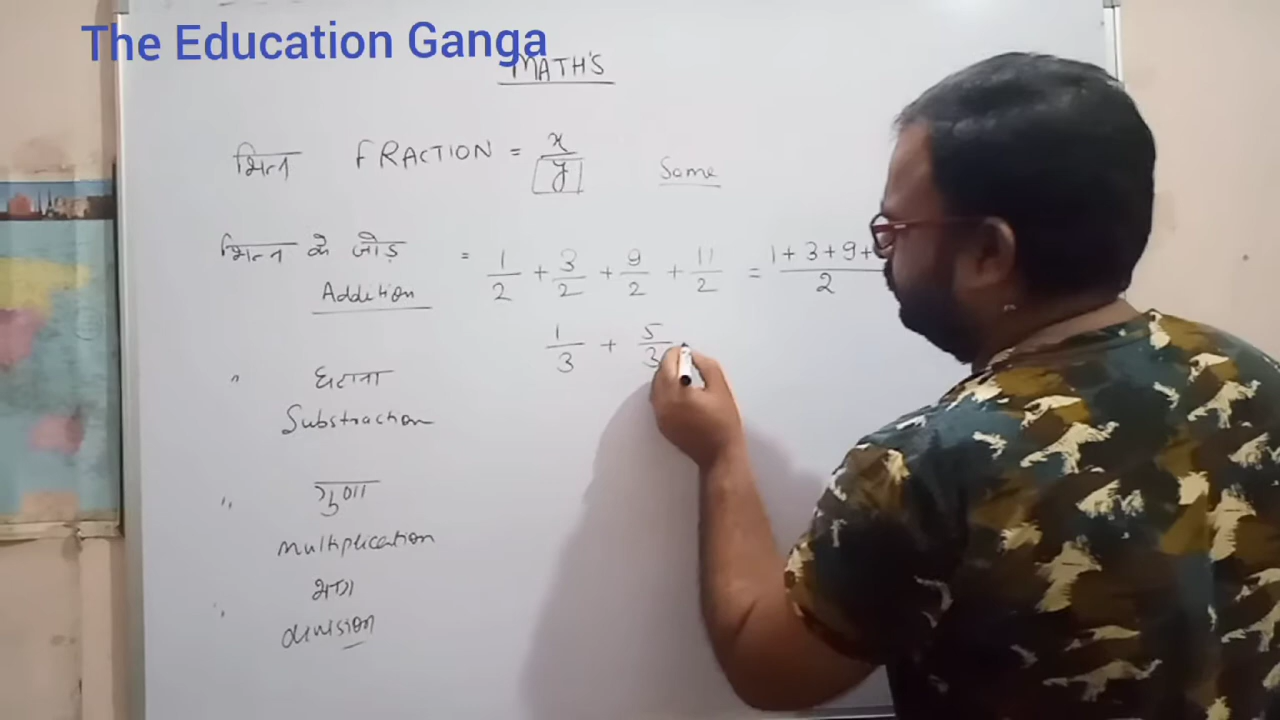 The Education Ganga
MATH'S
भिन्न FRACTION = x/y Same
भिन्न के जोड़ = 1/2 + 3/2 + 9/2 + 11/2 = 1+3+9+/2
Addition
1/3 + 5/3
" घटाना
Substraction
" गुणा
multiplication
भाग
" division